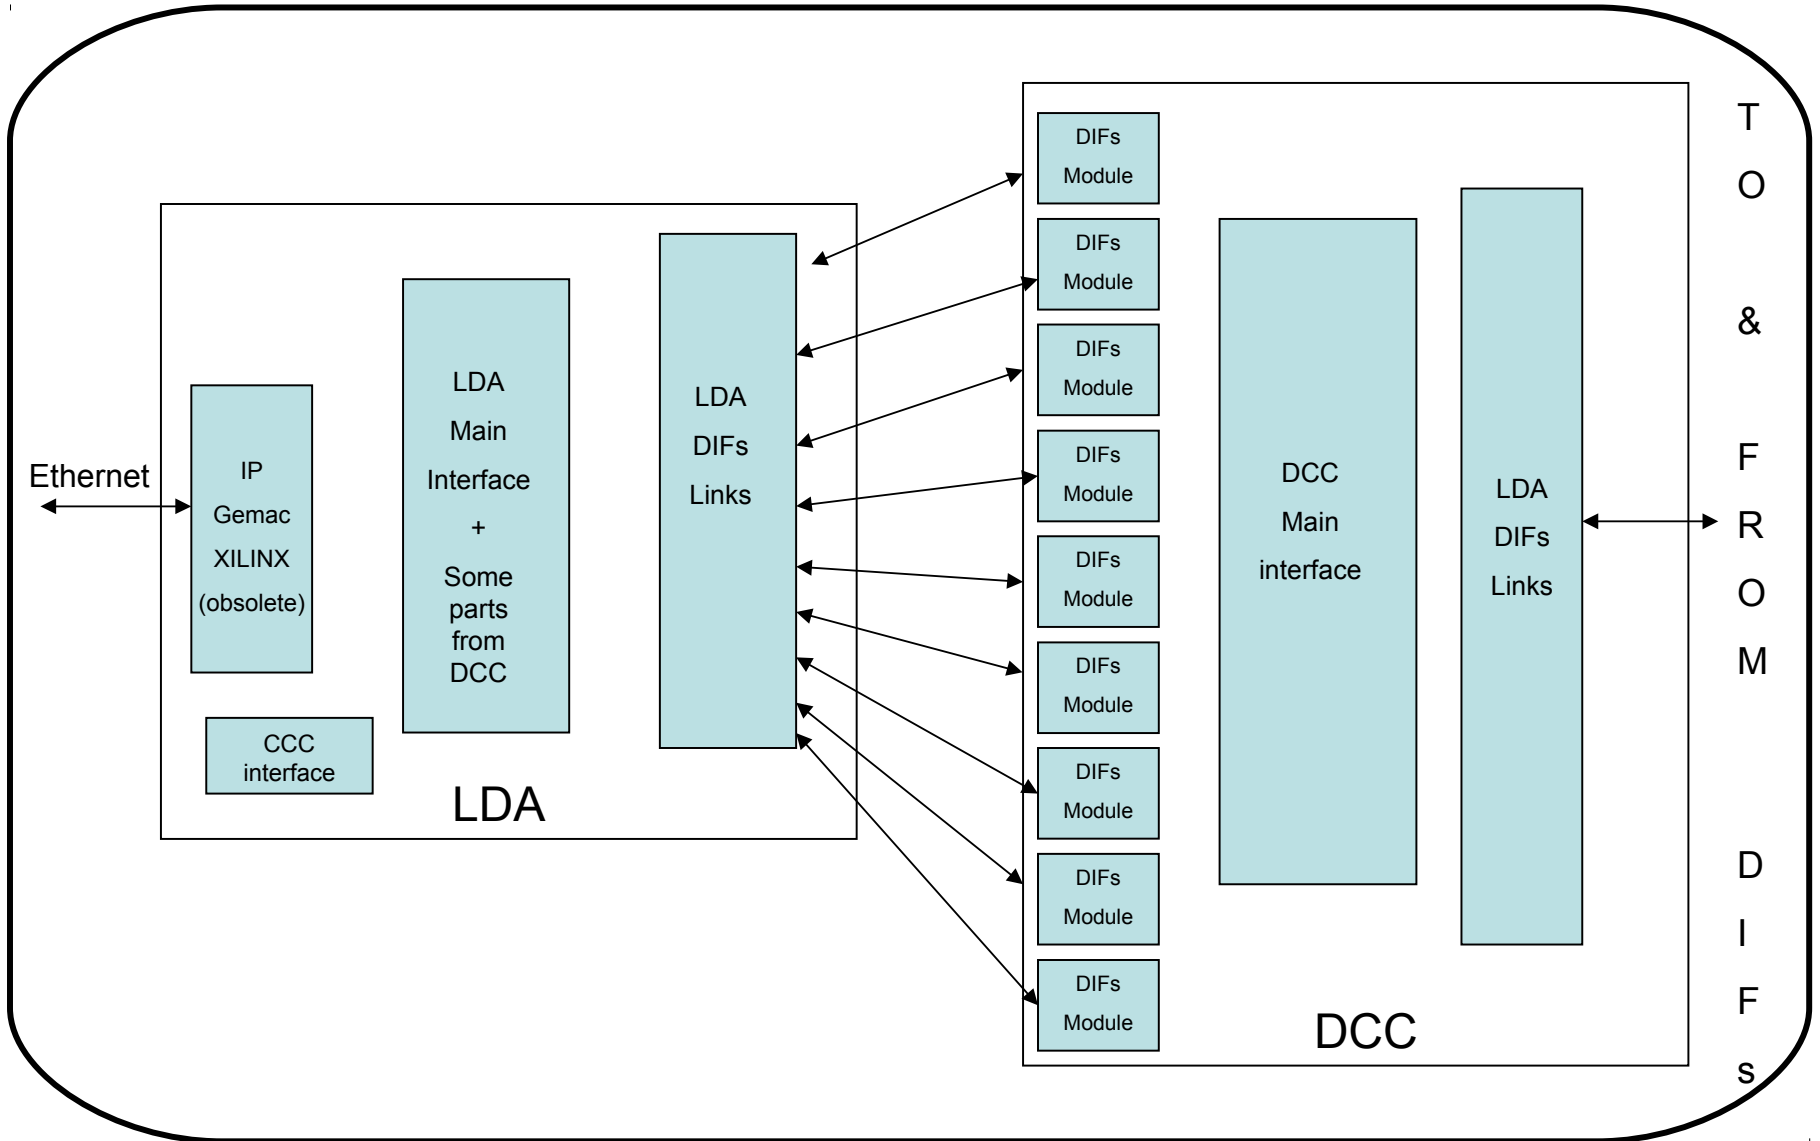 Ethernet
IP
Gemac
XILINX
(obsolete)
CCC
interface
LDA
Main
Interface
+
Some
parts
from
DCC
LDA
DIFs
Links
LDA
DIFs
Module
DIFs
Module
DIFs
Module
DIFs
Module
DIFs
Module
DIFs
Module
DIFs
Module
DIFs
Module
DIFs
Module
DCC
Main
interface
LDA
DIFs
Links
DCC
T
O
&
F
R
O
M
D
I
F
s